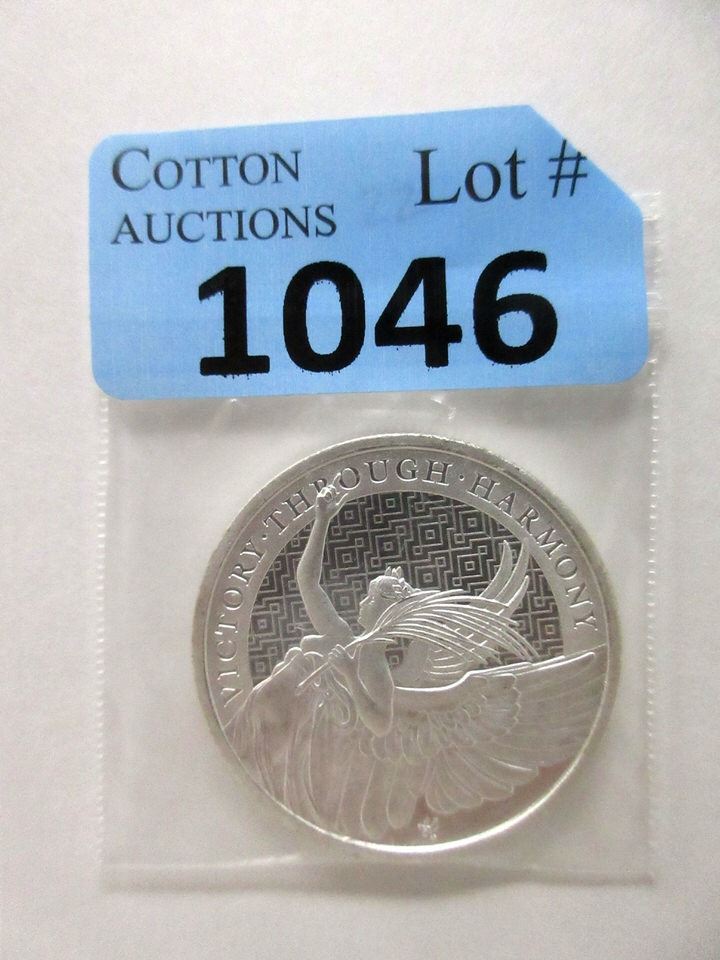 COTTON
AUCTIONS
Lot #
1046
VICTORY · THROUGH · HARMONY